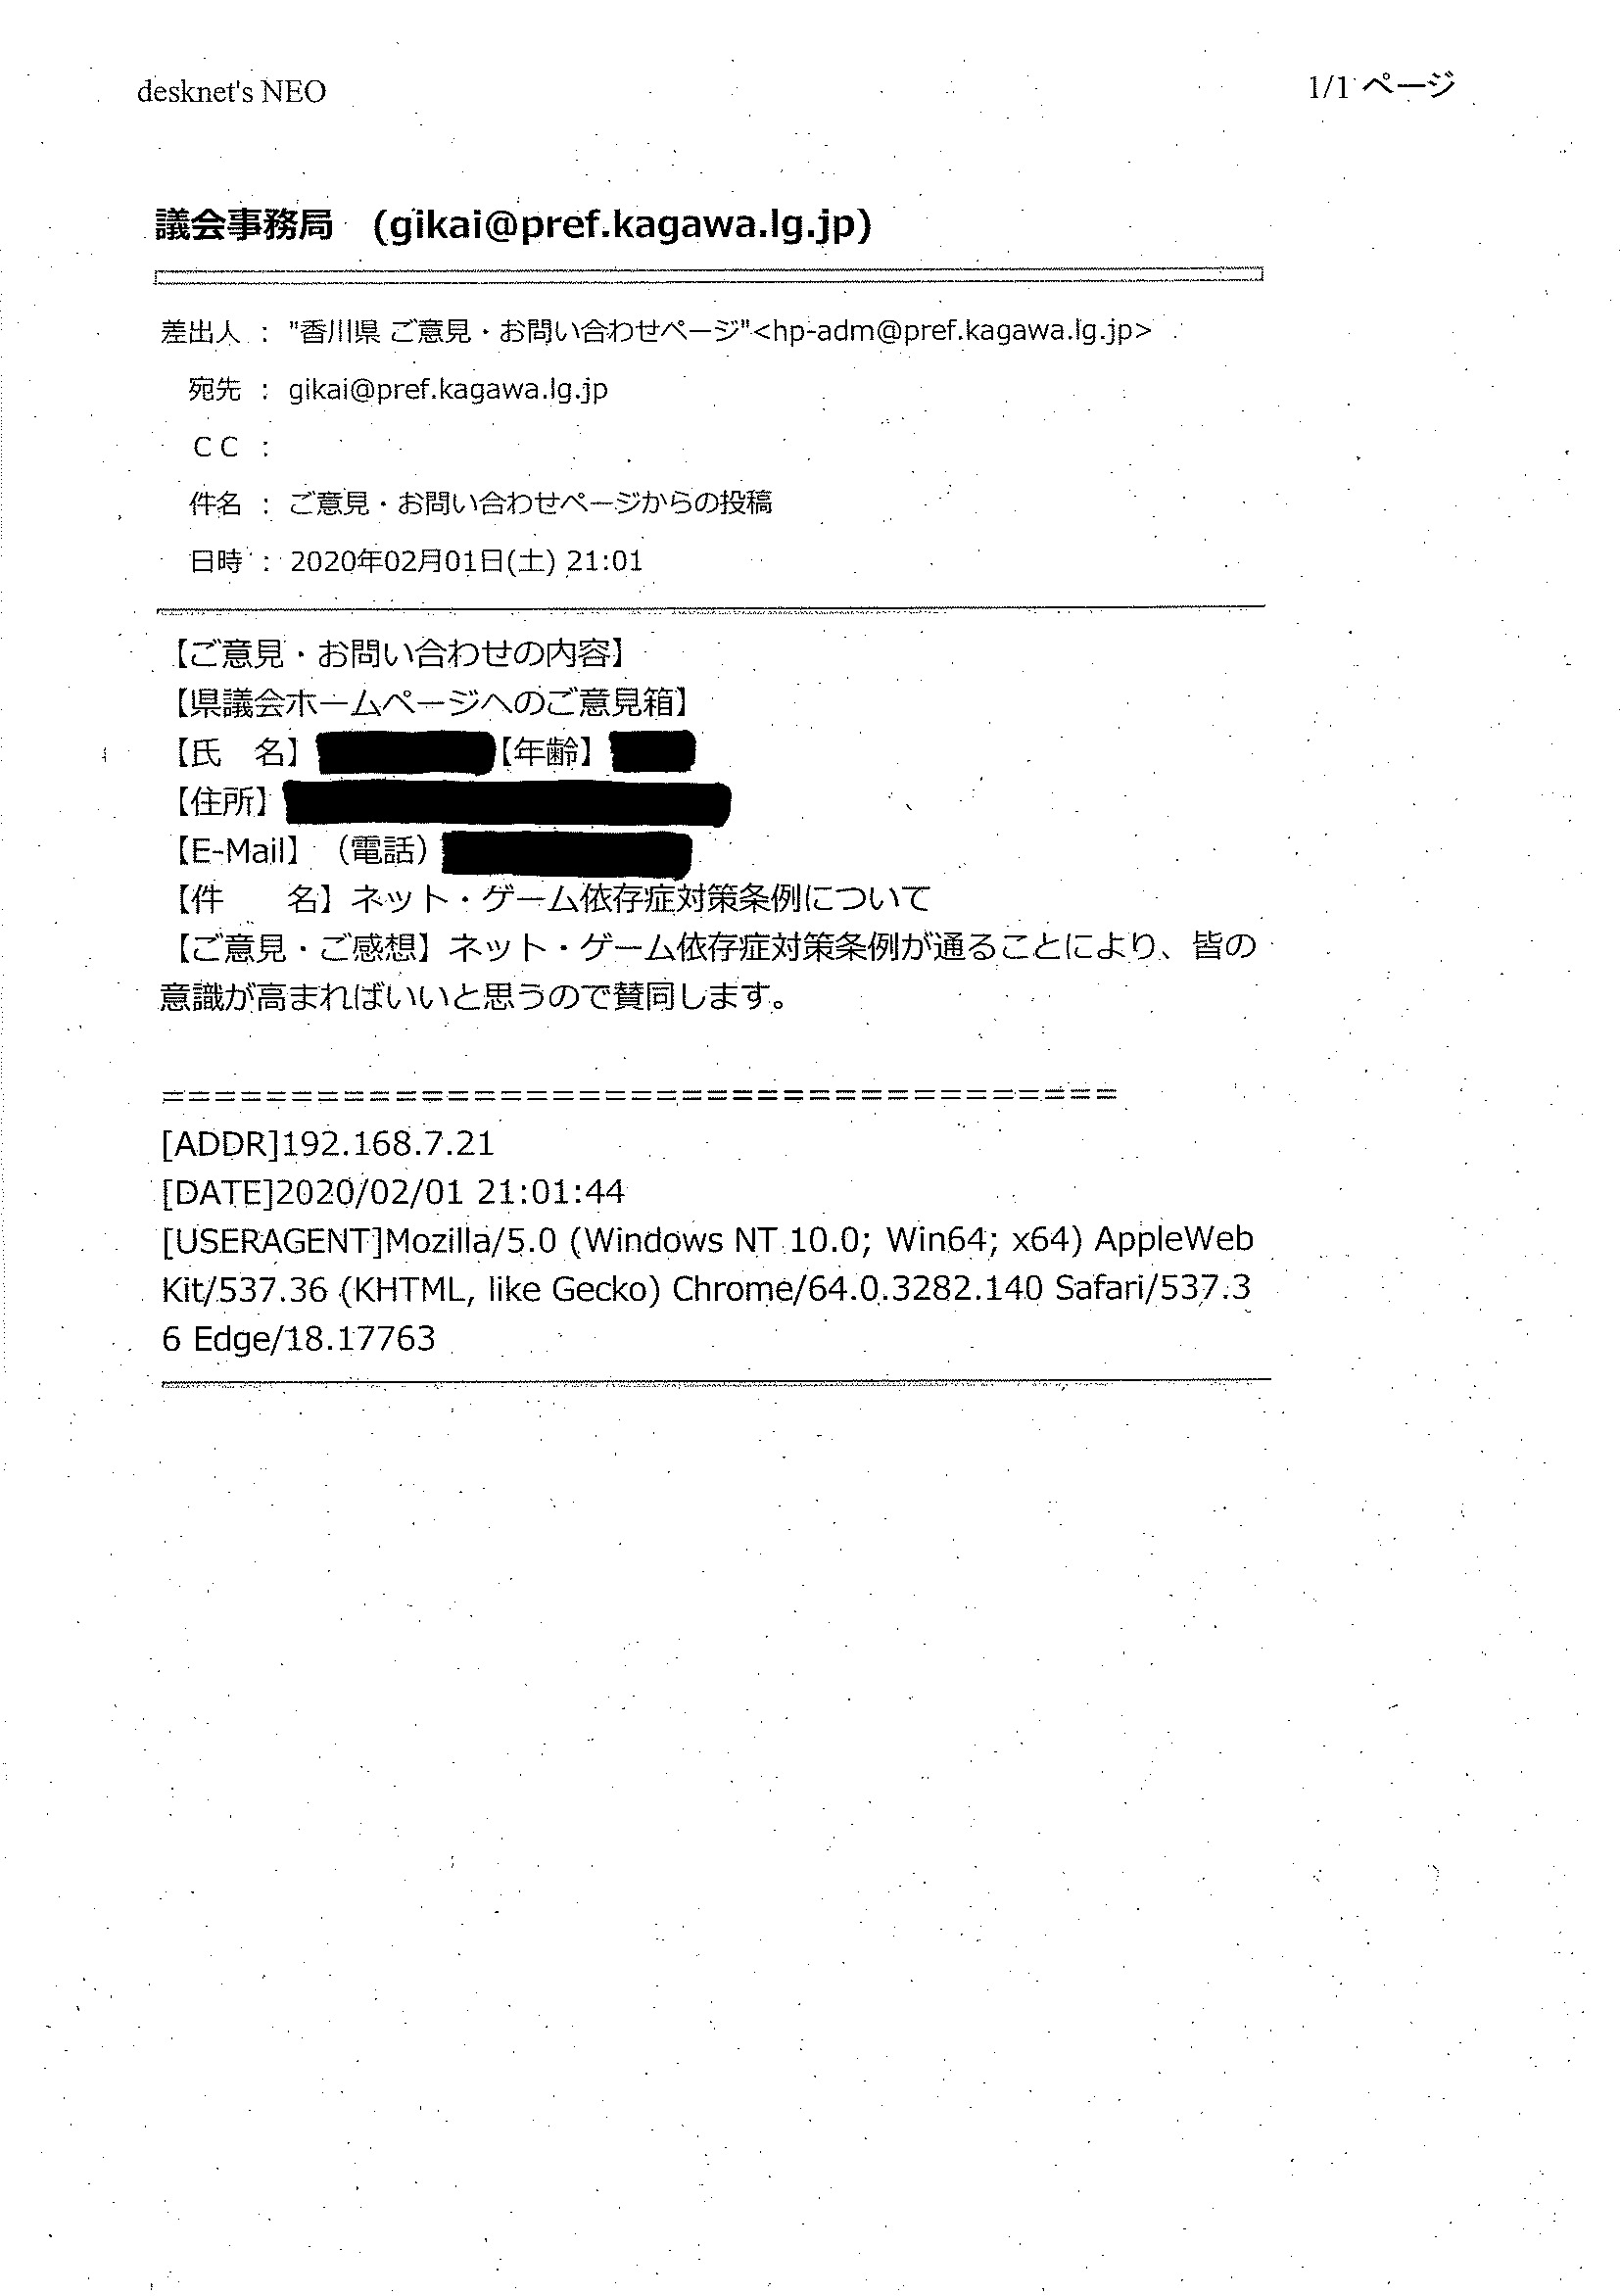 desknet's NEO
1/1 ページ
議会事務局　(gikai@pref.kagawa.lg.jp)
差出人 ： "香川県 ご意見・お問い合わせページ"<hp-adm@pref.kagawa.lg.jp>
宛先 ： gikai@pref.kagawa.lg.jp
ＣＣ ：
件名 ： ご意見・お問い合わせページからの投稿
日時 ： 2020年02月01日(土) 21:01
【ご意見・お問い合わせの内容】
【県議会ホームページへのご意見箱】
【氏　名】【年齢】
【住所】
【E-Mail】（電話）
【件　　名】ネット・ゲーム依存症対策条例について
【ご意見・ご感想】ネット・ゲーム依存症対策条例が通ることにより、皆の
意識が高まればいいと思うので賛同します。
=====================================
[ADDR]192.168.7.21
[DATE]2020/02/01 21:01:44
[USERAGENT]Mozilla/5.0 (Windows NT 10.0; Win64; x64) AppleWeb
Kit/537.36 (KHTML, like Gecko) Chrome/64.0.3282.140 Safari/537.3
6 Edge/18.17763